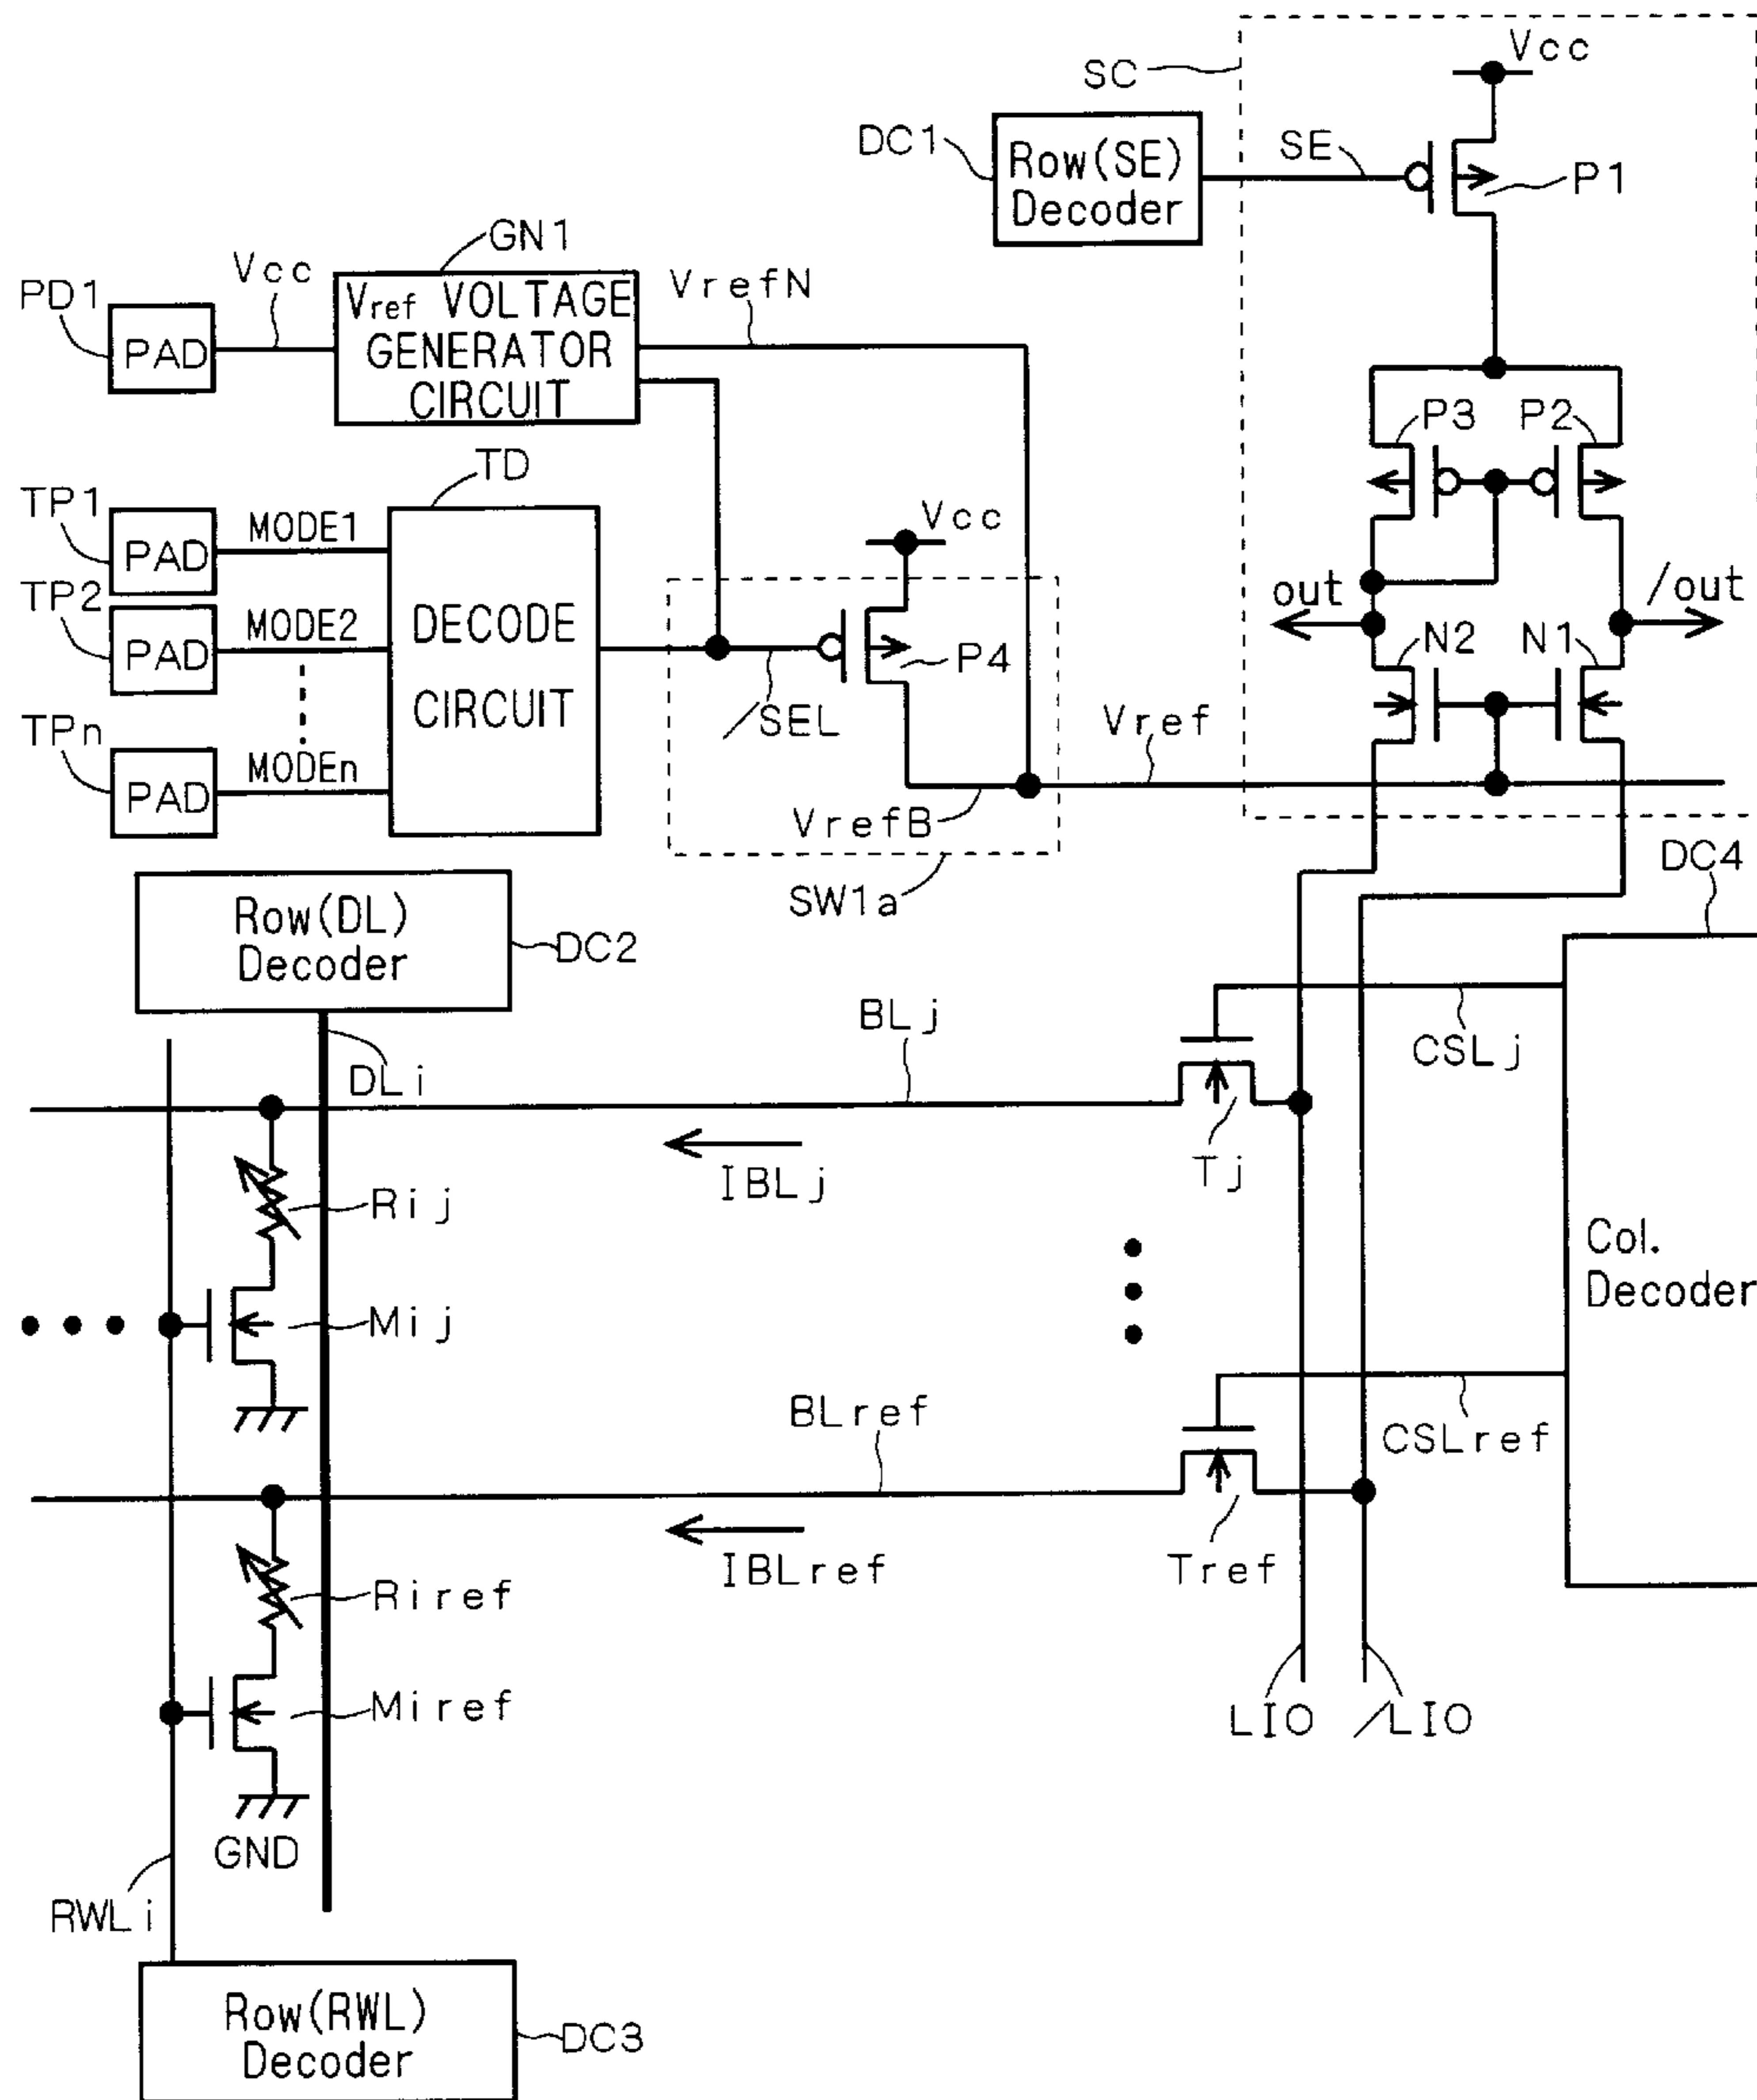 Vcc
SC
DC1
Row(SE)
Decoder
SE
P1
GN1
Vcc
PD1
PAD
Vref VOLTAGE
GENERATOR
CIRCUIT
VrefN
P3
P2
TD
TP1
PAD
MODE1
TP2
PAD
MODE2
TPn
PAD
MODEn
DECODE
CIRCUIT
Vcc
P4
/SEL
VrefB
SW1a
Vref
out
/out
N2
N1
DC4
Row(DL)
Decoder
DC2
DLi
BLj
CSLj
IBLj
Tj
Rij
Mij
Col.
Decoder
BLref
CSLref
IBLref
Tref
Riref
Miref
LIO
/LIO
GND
RWLi
Row(RWL)
Decoder
DC3